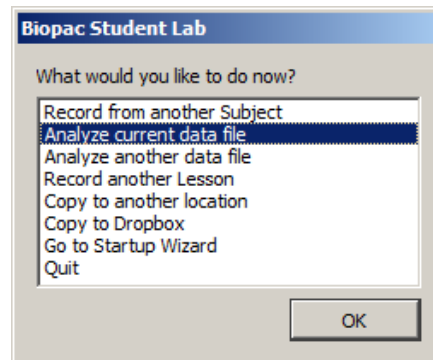 Biopac Student Lab
What would you like to do now?
Record from another Subject
Analyze current data file
Analyze another data file
Record another Lesson
Copy to another location
Copy to Dropbox
Go to Startup Wizard
Quit
OK